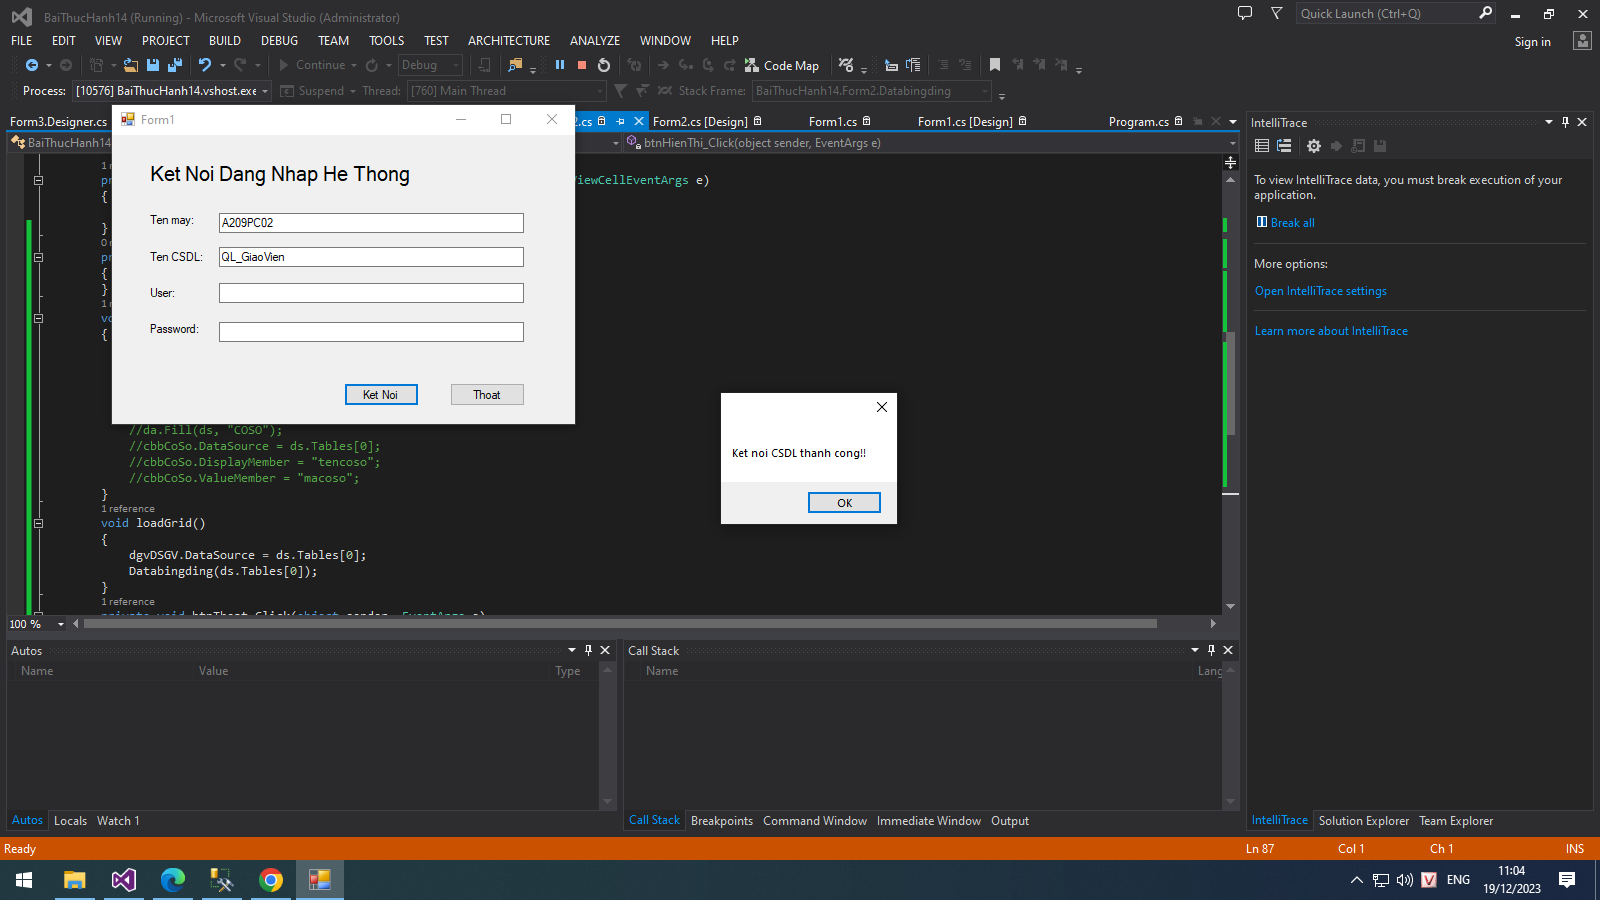 BaiThucHanh14 (Running) - Microsoft Visual Studio (Administrator)
Quick Launch (Ctrl+Q)
FILE EDIT VIEW PROJECT BUILD DEBUG TEAM TOOLS TEST ARCHITECTURE ANALYZE WINDOW HELP
Sign in
Continue Debug Code Map
Process: [10576] BaiThucHanh14.vshost.exe Suspend Thread: [760] Main Thread Stack Frame: BaiThucHanh14.Form2.Databingding
Form3.Designer.cs 2.cs Form2.cs [Design] Form1.cs Form1.cs [Design] Program.cs
BaiThucHanh14 btnHienThi_Click(object sender, EventArgs e)
Form1
Ket Noi Dang Nhap He Thong
Ten may: A209PC02
Ten CSDL: QL_GiaoVien
User:
Password:
Ket Noi Thoat
ViewCellEventArgs e)
{
}
{
}
{
//da.Fill(ds, "COSO");
//cbbCoSo.DataSource = ds.Tables[0];
//cbbCoSo.DisplayMember = "tencoso";
//cbbCoSo.ValueMember = "macoso";
}
1 reference
void loadGrid()
{
dgvDSGV.DataSource = ds.Tables[0];
Databingding(ds.Tables[0]);
}
1 reference
private void btnThoat_Click(object sender, EventArgs e)
100 %
Ket noi CSDL thanh cong!!
OK
IntelliTrace
To view IntelliTrace data, you must break execution of your
application.
Break all
More options:
Open IntelliTrace settings
Learn more about IntelliTrace
Autos
Name Value Type
Call Stack
Name Lang
Autos Locals Watch 1
Call Stack Breakpoints Command Window Immediate Window Output
IntelliTrace Solution Explorer Team Explorer
Ready Ln 87 Col 1 Ch 1 INS
V ENG 11:04
19/12/2023